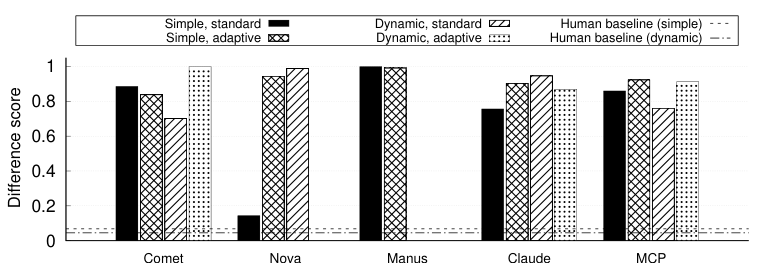 Simple, standard Dynamic, standard Human baseline (simple)
Simple, adaptive Dynamic, adaptive Human baseline (dynamic)
Difference score
1
0.8
0.6
0.4
0.2
0
Comet Nova Manus Claude MCP